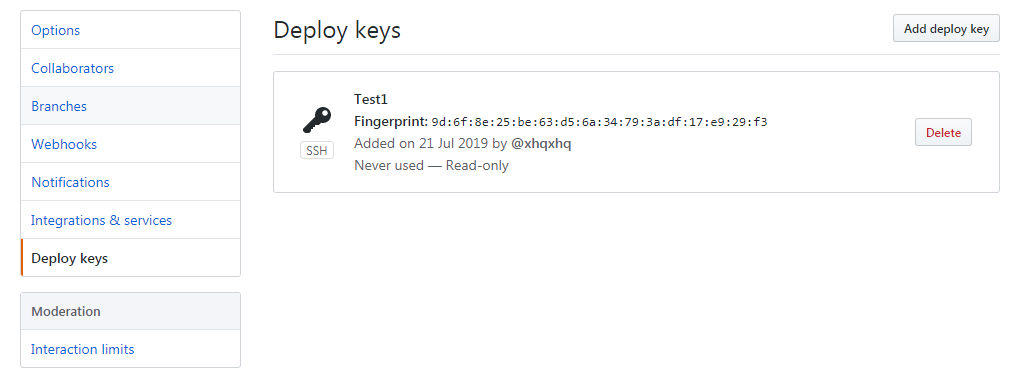 Options
Collaborators
Branches
Webhooks
Notifications
Integrations & services
Deploy keys
Moderation
Interaction limits
Deploy keys
Add deploy key
SSH
Test1
Fingerprint: 9d:6f:8e:25:be:63:d5:6a:34:79:3a:df:17:e9:29:f3
Added on 21 Jul 2019 by @xhqxhq
Never used — Read-only
Delete